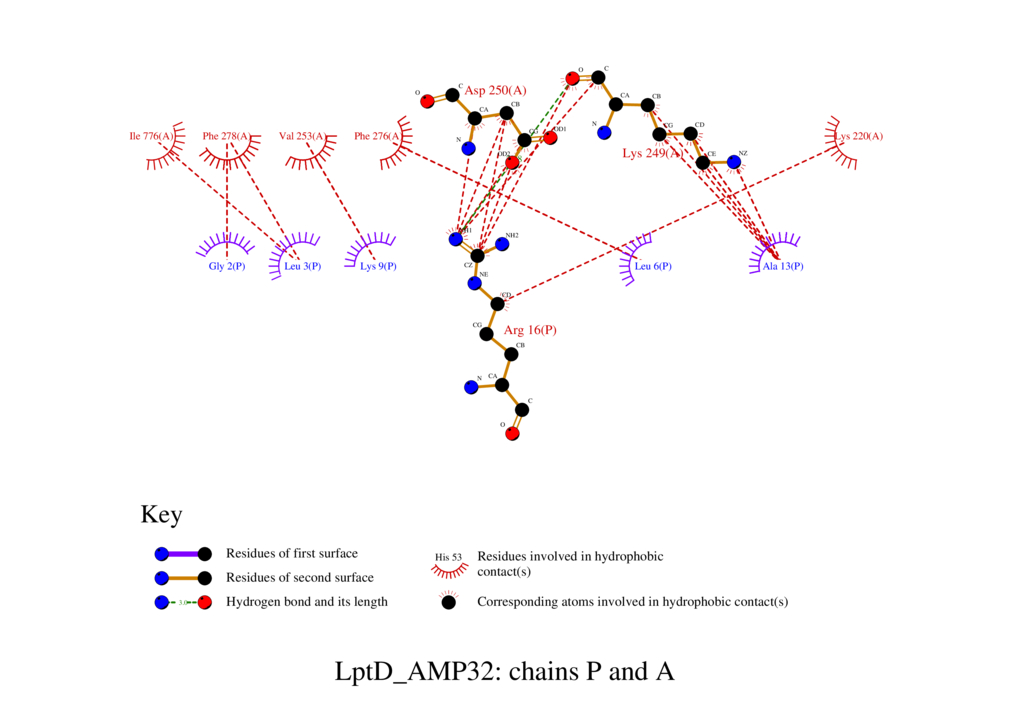 O C Asp 250(A)
CA CB
N CG OD1
OD2
O C
CA CB
N CG CD
Lys 249(A) CE NZ
Ile 776(A) Phe 278(A) Val 253(A) Phe 276(A) Lys 220(A)
NH1 NH2
CZ
NE
Gly 2(P) Leu 3(P) Lys 9(P) Leu 6(P) Ala 13(P)
CD
CG Arg 16(P)
CB
N CA
C
O
Key
Residues of first surface
Residues of second surface
3.0 Hydrogen bond and its length
His 53 Residues involved in hydrophobic
contact(s)
Corresponding atoms involved in hydrophobic contact(s)
LptD_AMP32: chains P and A